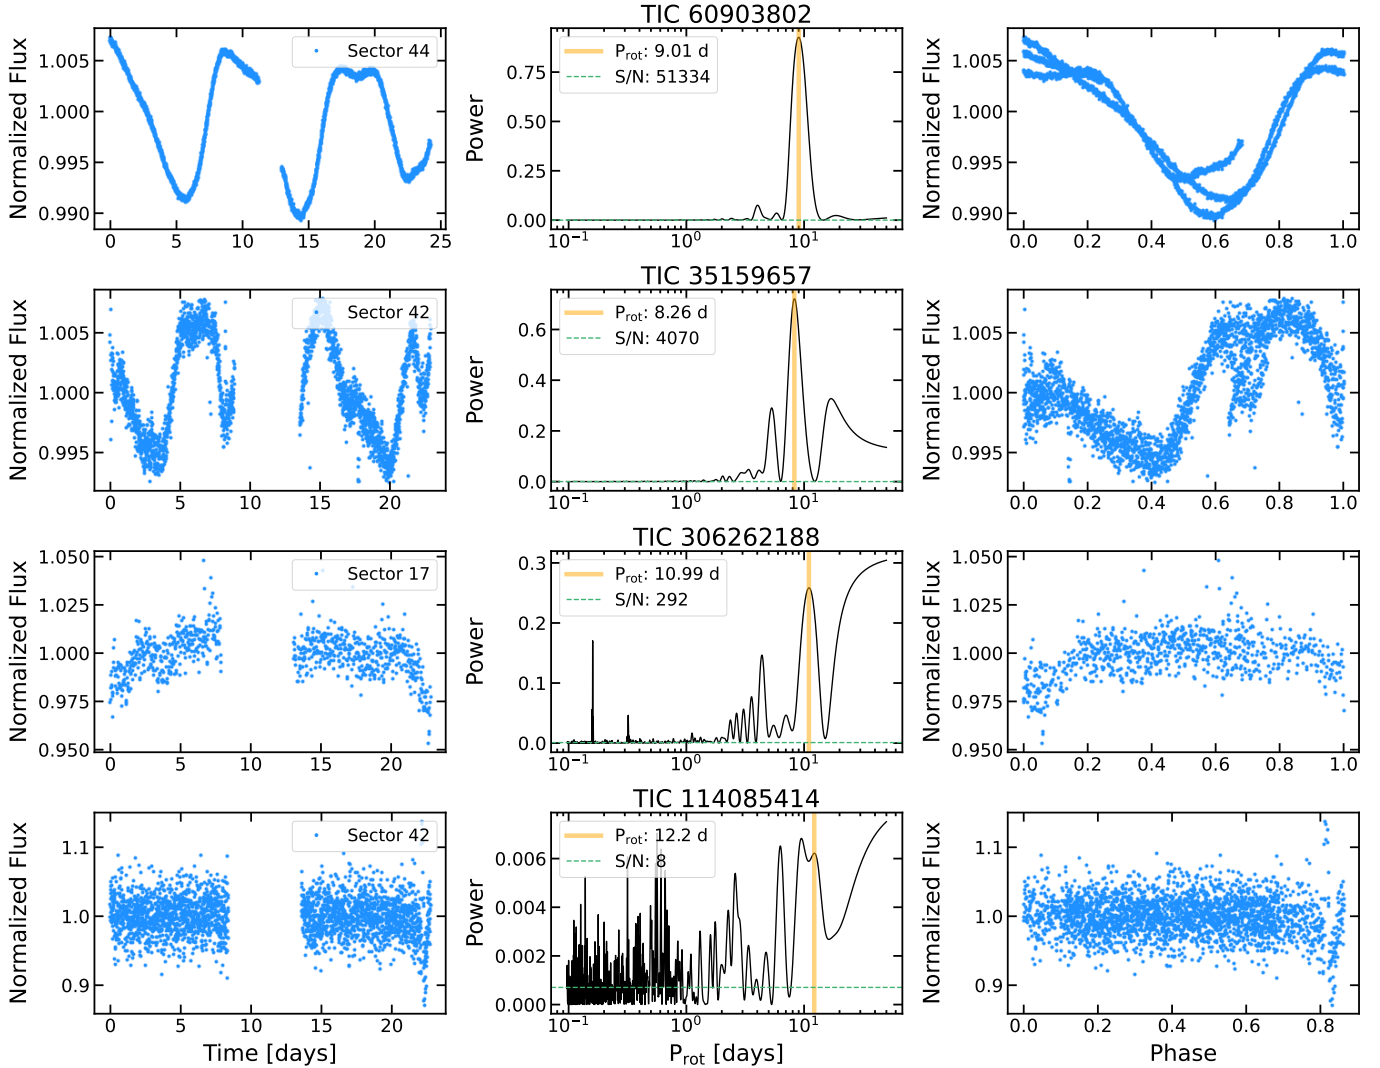 TIC 60903802
Normalized Flux
1.005
1.000
0.995
0.990
Sector 44
0 5 10 15 20 25
Power
0.75
0.50
0.25
0.00
P_rot: 9.01 d
S/N: 51334
10^-1 10^0 10^1
Normalized Flux
1.005
1.000
0.995
0.990
0.0 0.2 0.4 0.6 0.8 1.0
TIC 35159657
Normalized Flux
1.005
1.000
0.995
Sector 42
0 5 10 15 20
Power
0.6
0.4
0.2
0.0
P_rot: 8.26 d
S/N: 4070
10^-1 10^0 10^1
Normalized Flux
1.005
1.000
0.995
0.0 0.2 0.4 0.6 0.8 1.0
TIC 306262188
Normalized Flux
1.050
1.025
1.000
0.975
0.950
Sector 17
0 5 10 15 20
Power
0.3
0.2
0.1
0.0
P_rot: 10.99 d
S/N: 292
10^-1 10^0 10^1
Normalized Flux
1.050
1.025
1.000
0.975
0.950
0.0 0.2 0.4 0.6 0.8 1.0
TIC 114085414
Normalized Flux
1.1
1.0
0.9
Sector 42
0 5 10 15 20
Time [days]
Power
0.006
0.004
0.002
0.000
P_rot: 12.2 d
S/N: 8
10^-1 10^0 10^1
P_rot [days]
Normalized Flux
1.1
1.0
0.9
0.0 0.2 0.4 0.6 0.8
Phase